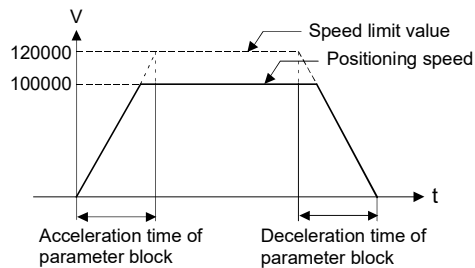 V
Speed limit value
120000
Positioning speed
100000
t
Acceleration time of
parameter block
Deceleration time of
parameter block